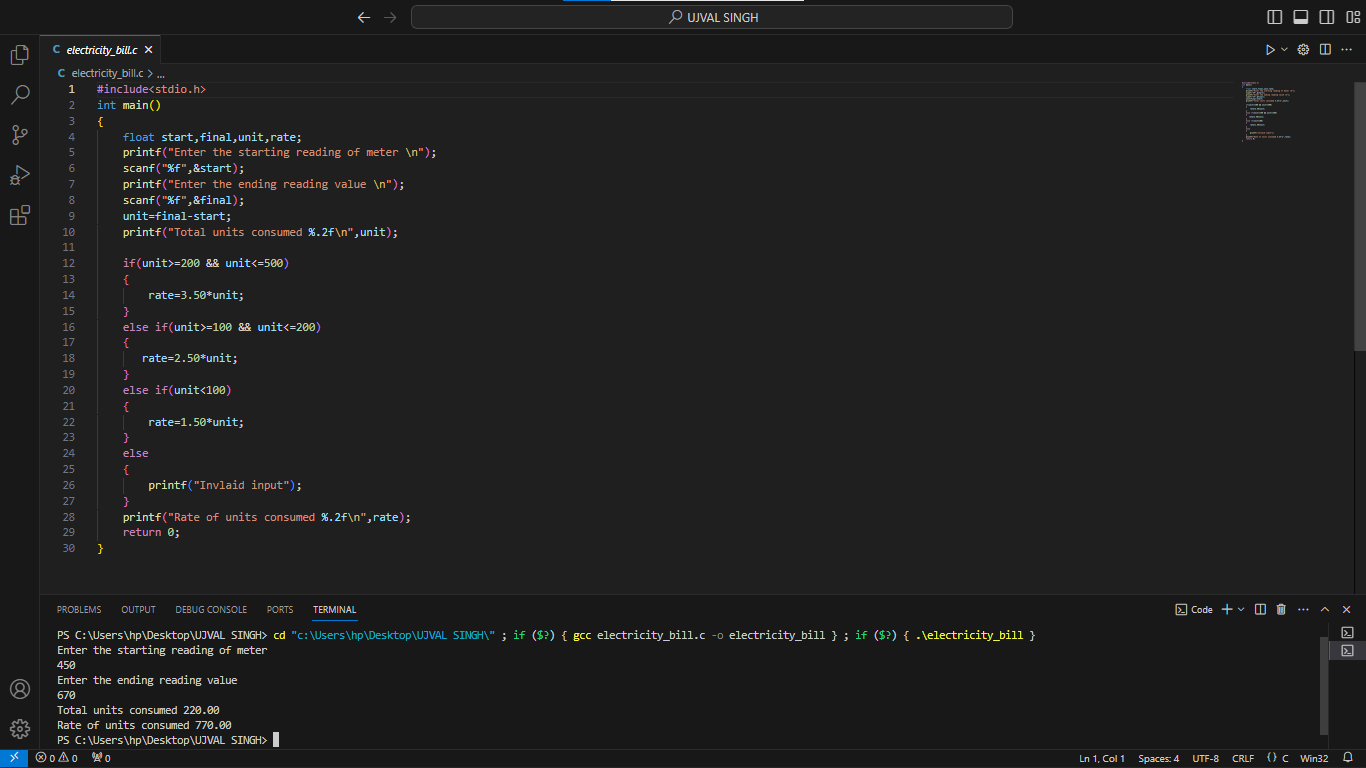 UJVAL SINGH
C electricity_bill.c
C electricity_bill.c > ...
1 #include<stdio.h>
2 int main()
3 {
4 float start,final,unit,rate;
5 printf("Enter the starting reading of meter \n");
6 scanf("%f",&start);
7 printf("Enter the ending reading value \n");
8 scanf("%f",&final);
9 unit=final-start;
10 printf("Total units consumed %.2f\n",unit);
11
12 if(unit>=200 && unit<=500)
13 {
14 rate=3.50*unit;
15 }
16 else if(unit>=100 && unit<=200)
17 {
18 rate=2.50*unit;
19 }
20 else if(unit<100)
21 {
22 rate=1.50*unit;
23 }
24 else
25 {
26 printf("Invlaid input");
27 }
28 printf("Rate of units consumed %.2f\n",rate);
29 return 0;
30 }
PROBLEMS OUTPUT DEBUG CONSOLE PORTS TERMINAL Code
PS C:\Users\hp\Desktop\UJVAL SINGH> cd "c:\Users\hp\Desktop\UJVAL SINGH\" ; if ($?) { gcc electricity_bill.c -o electricity_bill } ; if ($?) { .\electricity_bill }
Enter the starting reading of meter
450
Enter the ending reading value
670
Total units consumed 220.00
Rate of units consumed 770.00
PS C:\Users\hp\Desktop\UJVAL SINGH>
0 0 0 Ln 1, Col 1 Spaces: 4 UTF-8 CRLF {} C Win32